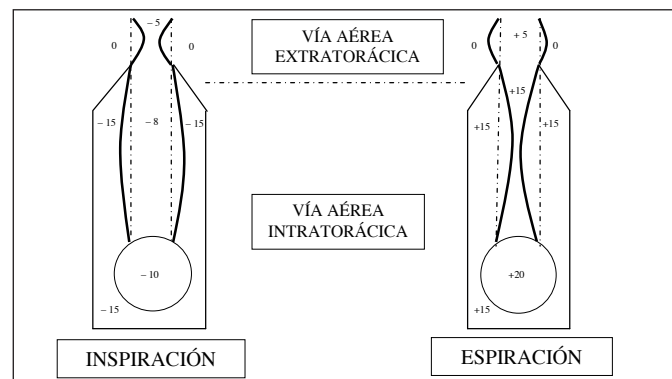 – 5
0
0
VÍA AÉREA
EXTRATORÁCICA
+ 5
0
0
– 15
– 8
– 15
+15
+15
+15
VÍA AÉREA
INTRATORÁCICA
– 10
– 15
+20
+15
INSPIRACIÓN
ESPIRACIÓN